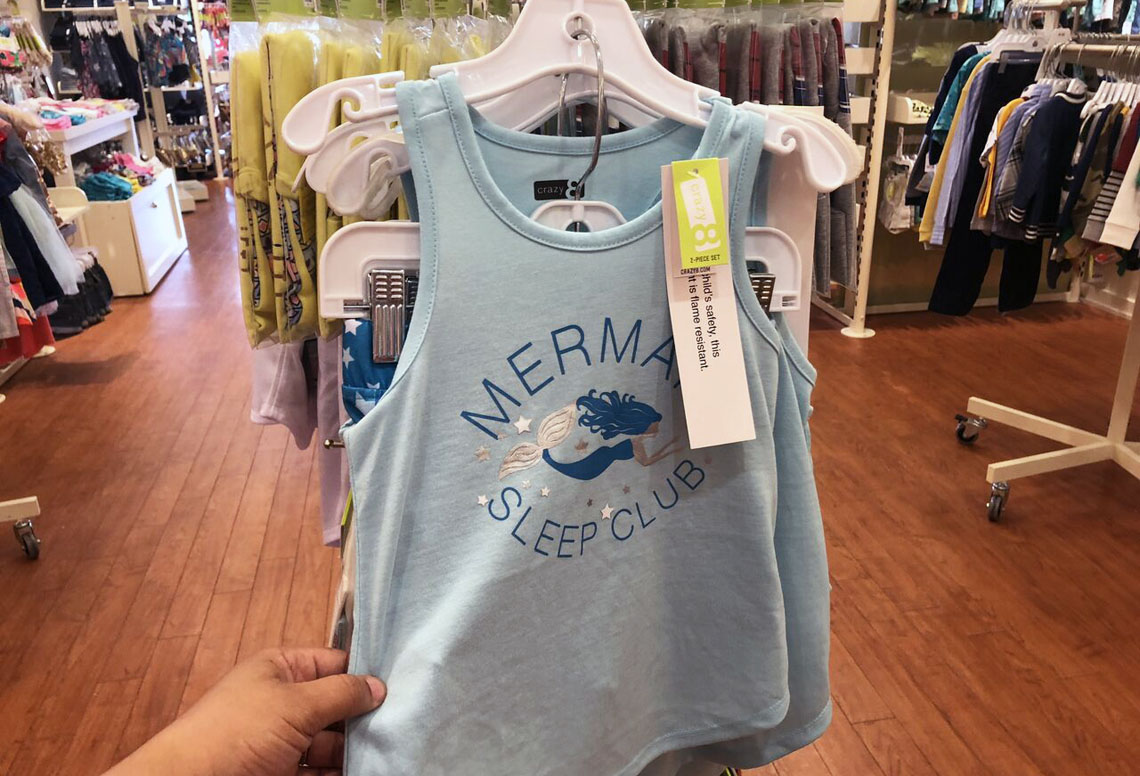 crazy 8
crazy 8
2-PIECE SET
CRAZY8.COM
child's safety, this
t is flame resistant.
MERMA
SLEEP CLUB